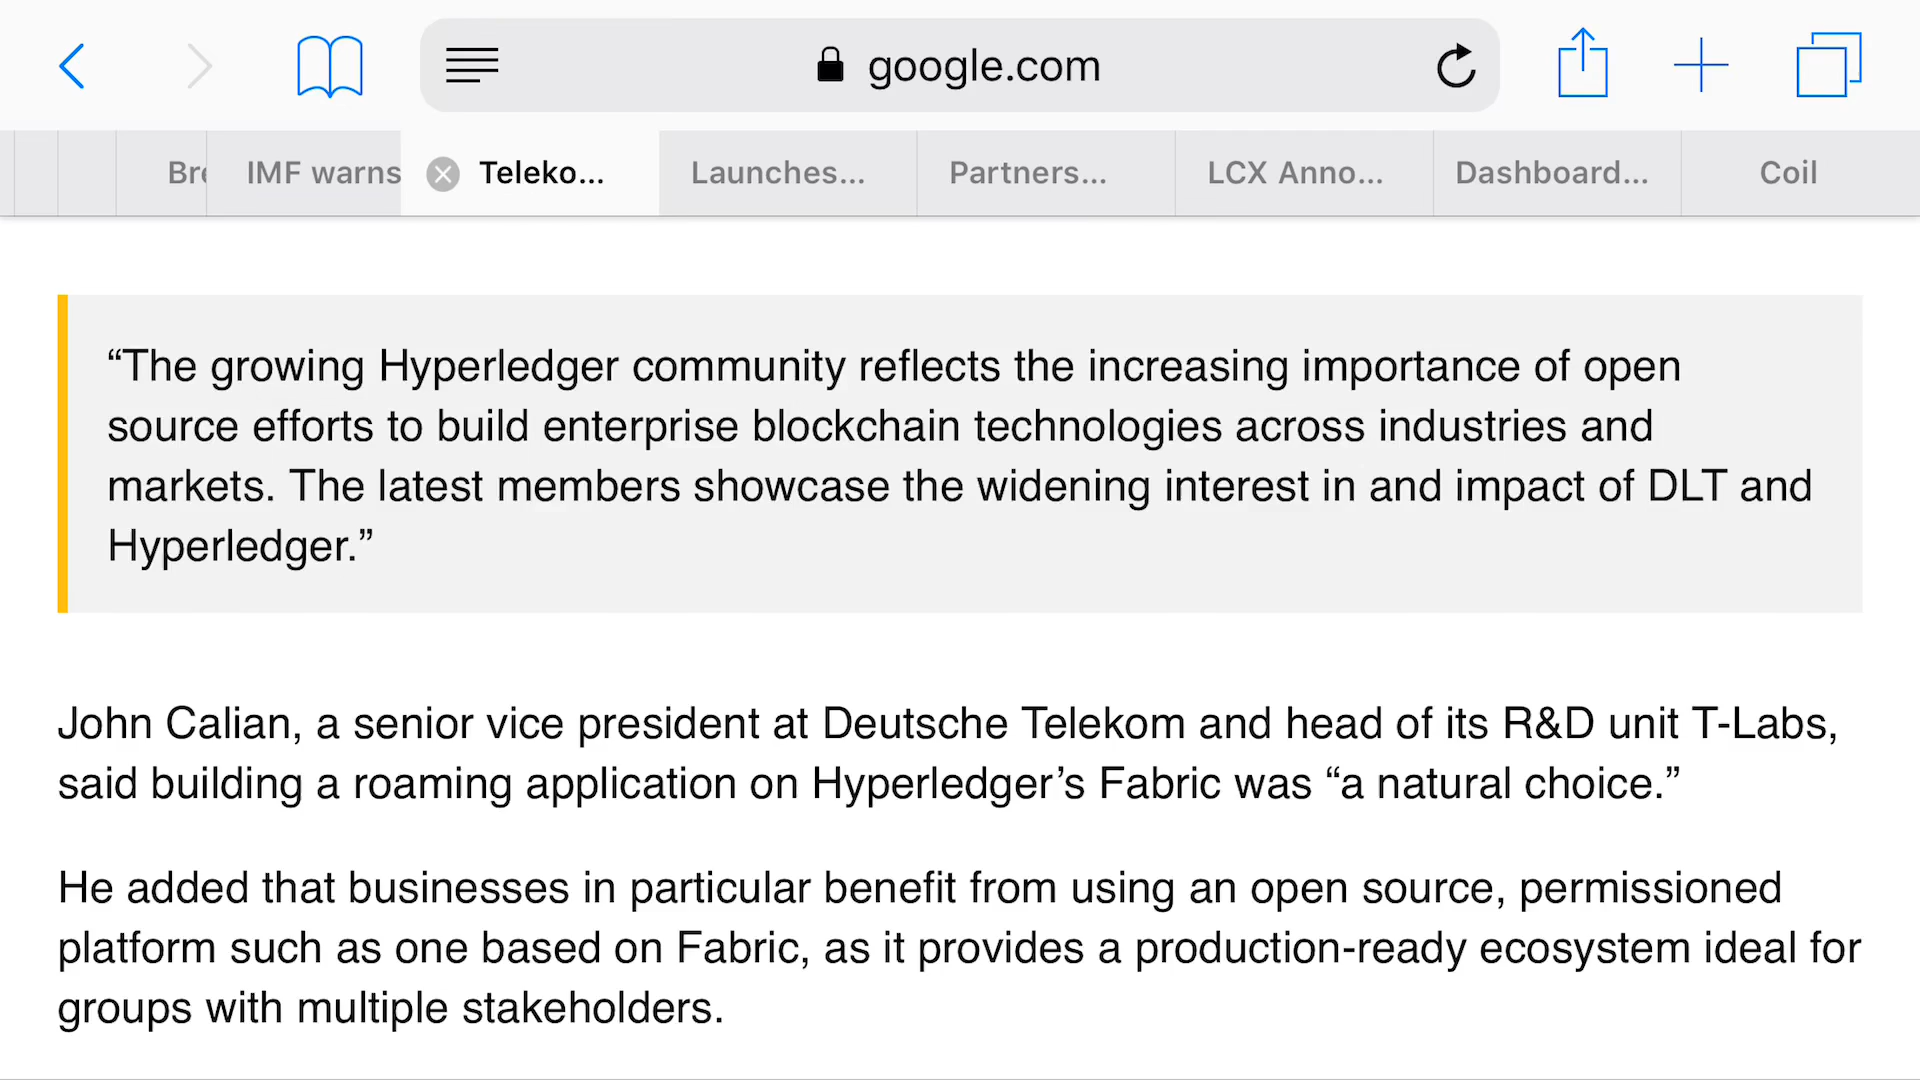 google.com
Bre IMF warns Teleko... Launches... Partners... LCX Anno... Dashboard... Coil
“The growing Hyperledger community reflects the increasing importance of open
source efforts to build enterprise blockchain technologies across industries and
markets. The latest members showcase the widening interest in and impact of DLT and
Hyperledger.”
John Calian, a senior vice president at Deutsche Telekom and head of its R&D unit T-Labs,
said building a roaming application on Hyperledger’s Fabric was “a natural choice.”
He added that businesses in particular benefit from using an open source, permissioned
platform such as one based on Fabric, as it provides a production-ready ecosystem ideal for
groups with multiple stakeholders.